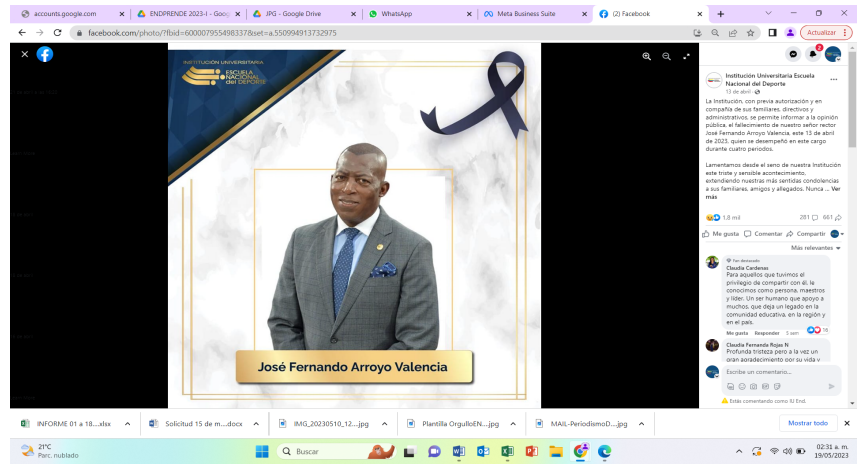 accounts.google.com
ENDPRENDE 2023-I - Goog
JPG - Google Drive
WhatsApp
Meta Business Suite
(2) Facebook
facebook.com/photo/?fbid=600007955498337&set=a.550994913732975
Actualizar
INSTITUCIÓN UNIVERSITARIA
ESCUELA
NACIONAL
del DEPORTE
José Fernando Arroyo Valencia
2
Institución Universitaria Escuela
Nacional del Deporte
13 de abril
La Institución, con previa autorización y en
compañía de sus familiares, directivos y
administrativos, se permite informar a la opinión
pública, el fallecimiento de nuestro señor rector
José Fernando Arroyo Valencia, este 13 de abril
de 2023, quien se desempeñó en este cargo
durante cuatro periodos.
Lamentamos desde el seno de nuestra Institución
este triste y sensible acontecimiento,
extendiendo nuestras más sentidas condolencias
a sus familiares, amigos y allegados. Nunca ... Ver
más
1.8 mil
281
661
Me gusta
Comentar
Compartir
Más relevantes
Fan destacado
Claudia Cardenas
Para aquellos que tuvimos el
privilegio de compartir con él, le
conocimos como persona, maestros
y líder. Un ser humano que apoyo a
muchos, que deja un legado en la
comunidad educativa, en la región y
en el país.
Me gusta Responder 5 sem
16
Claudia Fernanda Rojas N
Profunda tristeza pero a la vez un
gran agradecimiento por su vida y
Escribe un comentario...
Estás comentando como IU End.
INFORME 01 a 18....xlsx
Solicitud 15 de m....docx
IMG_20230510_12....jpg
Plantilla OrgulloEN....jpg
MAIL-PeriodismoD....jpg
Mostrar todo
21°C
Parc. nublado
Buscar
02:31 a. m.
19/05/2023